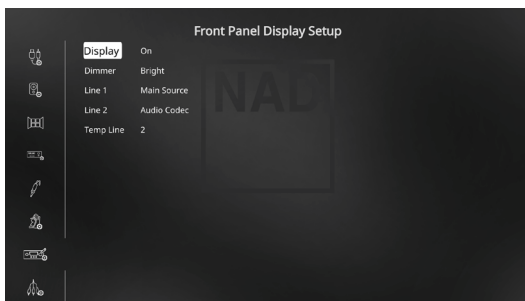 Front Panel Display Setup
Display On
Dimmer Bright
Line 1 Main Source
Line 2 Audio Codec
Temp Line 2
NAD